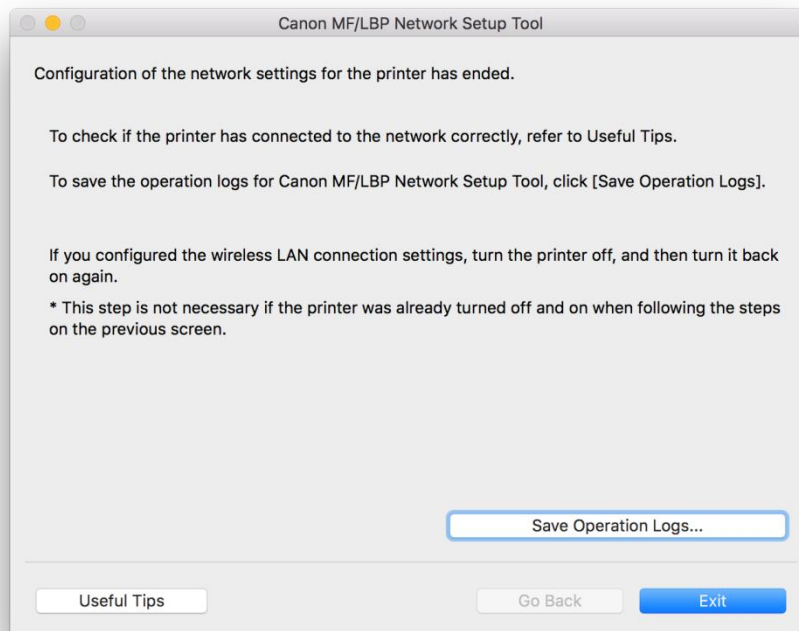 Canon MF/LBP Network Setup Tool
Configuration of the network settings for the printer has ended.
To check if the printer has connected to the network correctly, refer to Useful Tips.
To save the operation logs for Canon MF/LBP Network Setup Tool, click [Save Operation Logs].
If you configured the wireless LAN connection settings, turn the printer off, and then turn it back
on again.
* This step is not necessary if the printer was already turned off and on when following the steps
on the previous screen.
Save Operation Logs...
Useful Tips
Go Back
Exit